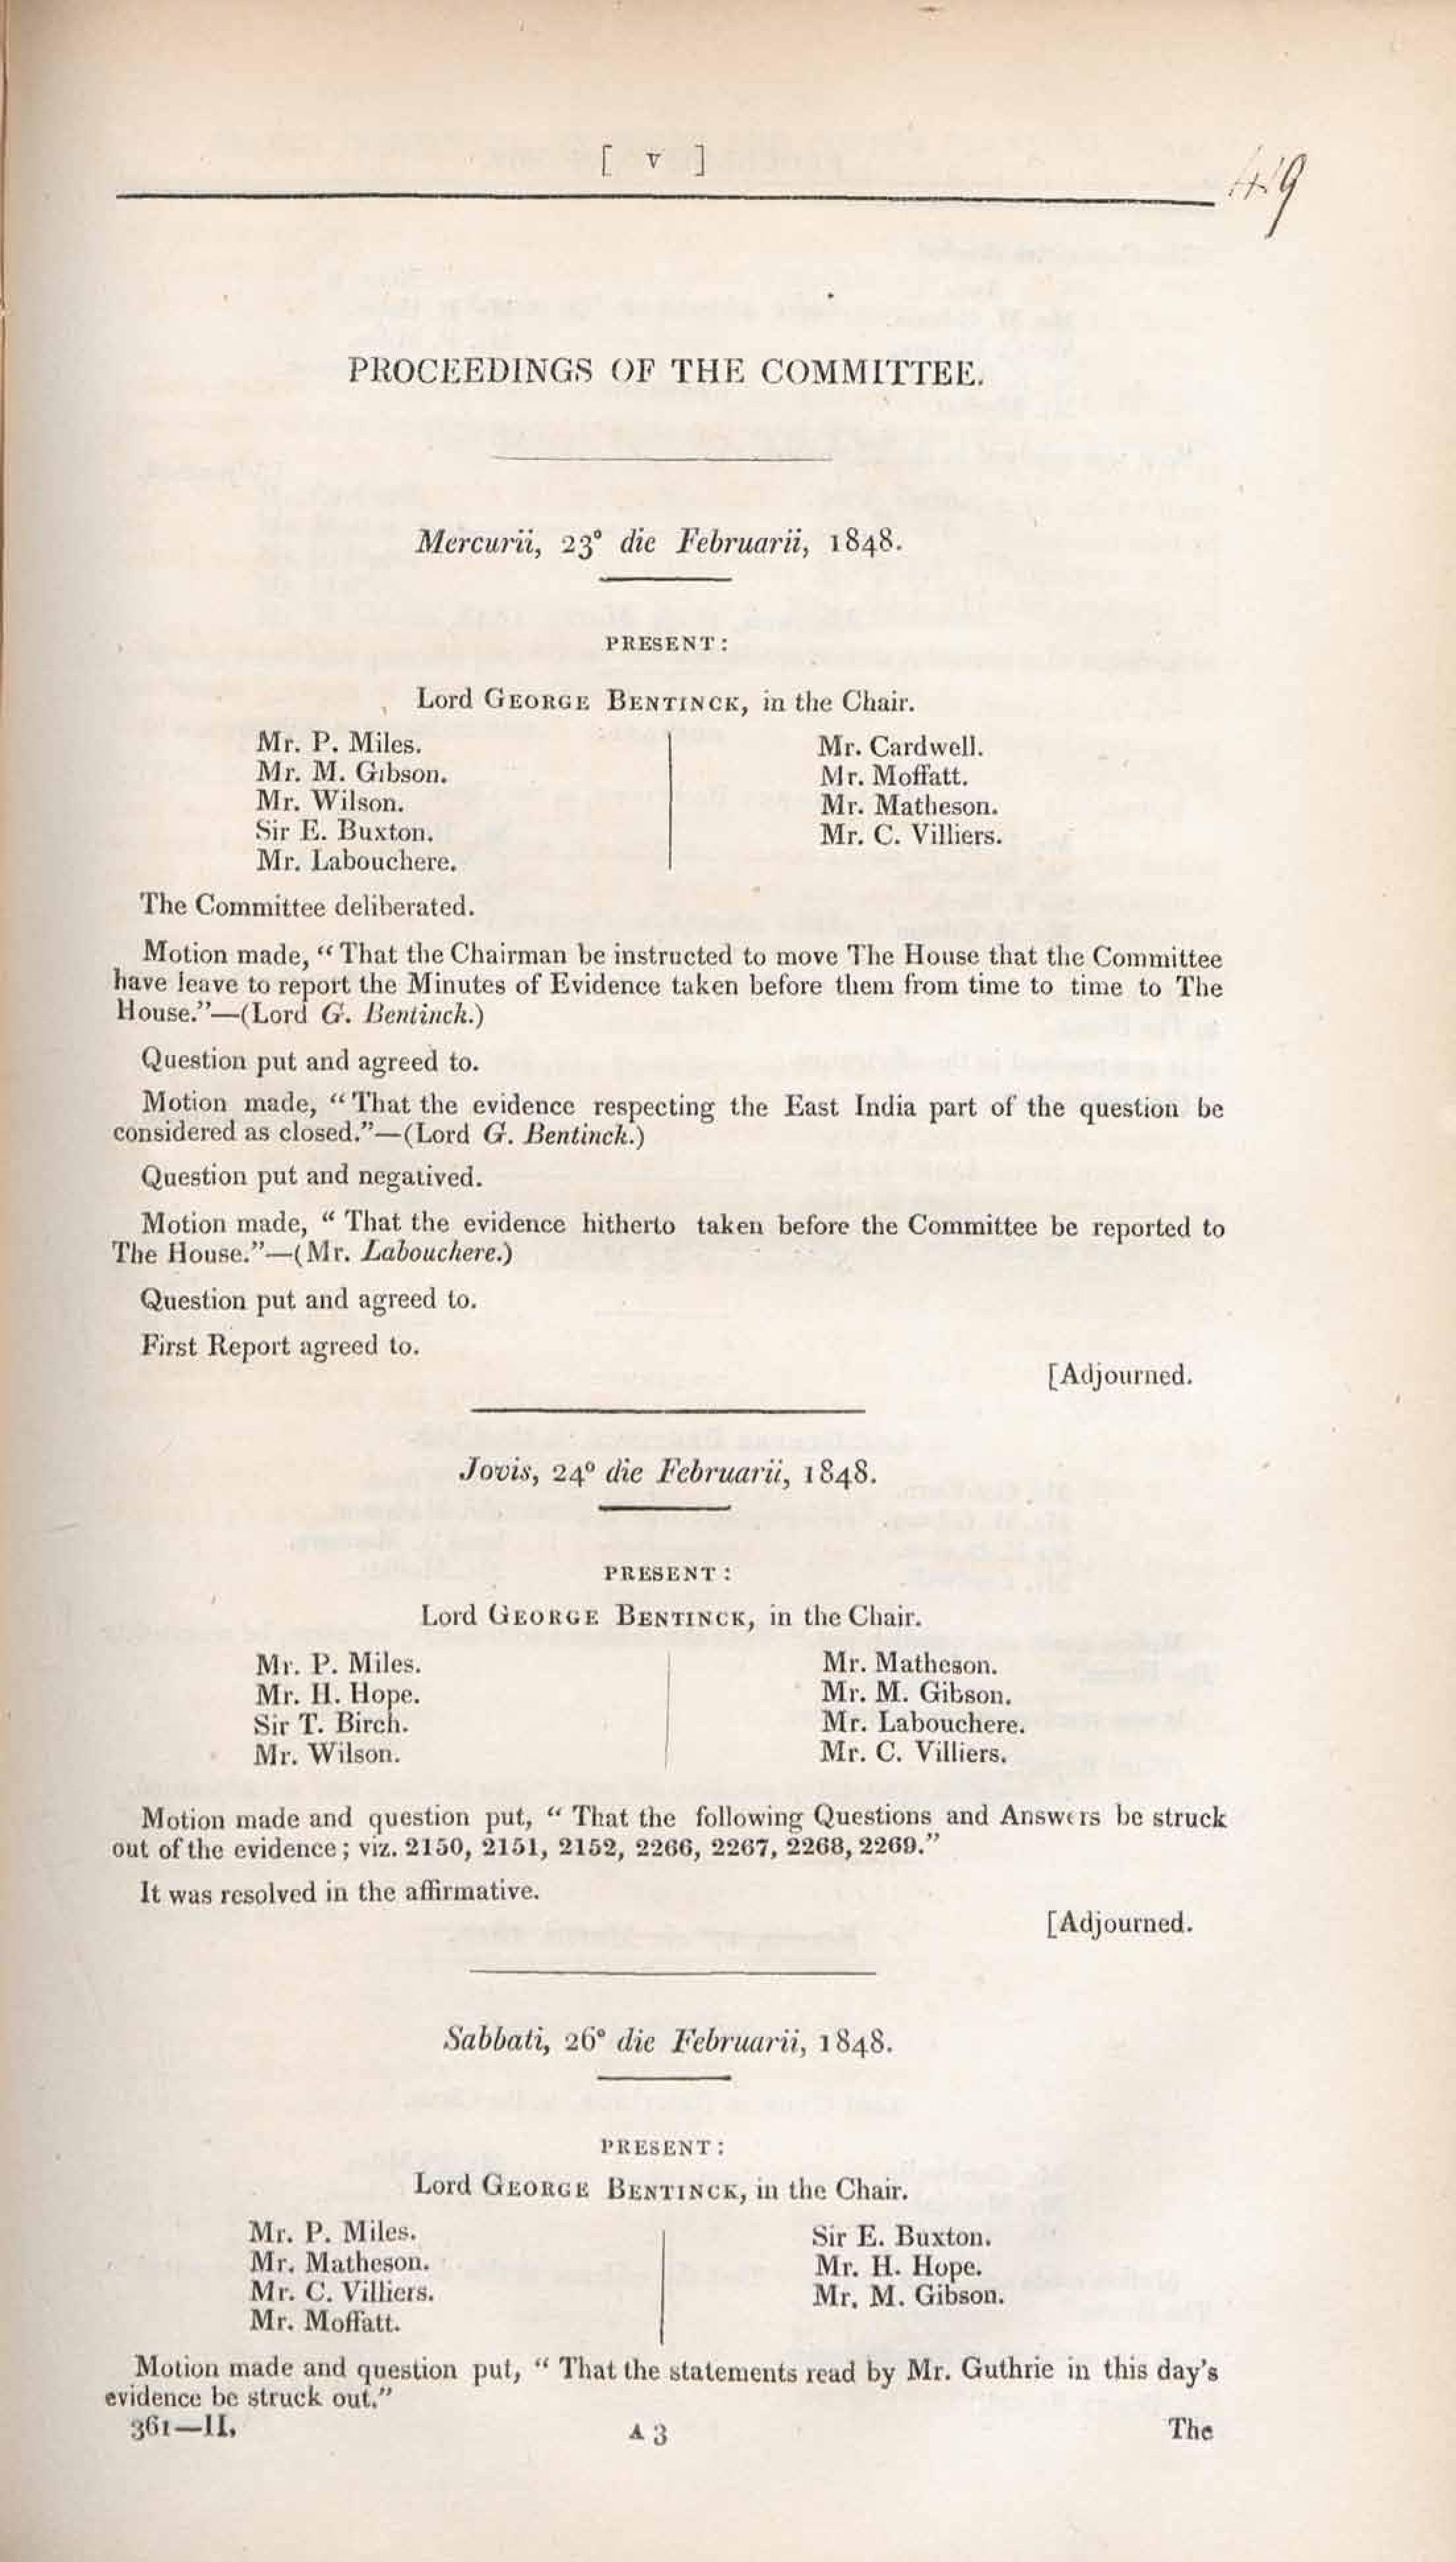 [ v ]
419
PROCEEDINGS OF THE COMMITTEE.
Mercurii, 23° die Februarii, 1848.
PRESENT:
Lord GEORGE BENTINCK, in the Chair.
Mr. P. Miles.
Mr. M. Gibson.
Mr. Wilson.
Sir E. Buxton.
Mr. Labouchere.
Mr. Cardwell.
Mr. Moffatt.
Mr. Matheson.
Mr. C. Villiers.
The Committee deliberated.
Motion made, “That the Chairman be instructed to move The House that the Committee
have leave to report the Minutes of Evidence taken before them from time to time to The
House.”—(Lord G. Bentinck.)
Question put and agreed to.
Motion made, “That the evidence respecting the East India part of the question be
considered as closed.”—(Lord G. Bentinck.)
Question put and negatived.
Motion made, “ That the evidence hitherto taken before the Committee be reported to
The House.”—(Mr. Labouchere.)
Question put and agreed to.
First Report agreed to.
[Adjourned.
Jovis, 24° die Februarii, 1848.
PRESENT:
Lord GEORGE BENTINCK, in the Chair.
Mr. P. Miles.
Mr. H. Hope.
Sir T. Birch.
Mr. Wilson.
Mr. Matheson.
Mr. M. Gibson.
Mr. Labouchere.
Mr. C. Villiers.
Motion made and question put, “ That the following Questions and Answers be struck
out of the evidence; viz. 2150, 2151, 2152, 2266, 2267, 2268, 2269.”
It was resolved in the affirmative.
[Adjourned.
Sabbati, 26° die Februarii, 1848.
PRESENT:
Lord GEORGE BENTINCK, in the Chair.
Mr. P. Miles.
Mr. Matheson.
Mr. C. Villiers.
Mr. Moffatt.
Sir E. Buxton.
Mr. H. Hope.
Mr. M. Gibson.
Motion made and question put, “ That the statements read by Mr. Guthrie in this day's
evidence be struck out.”
361—II.
A 3
The